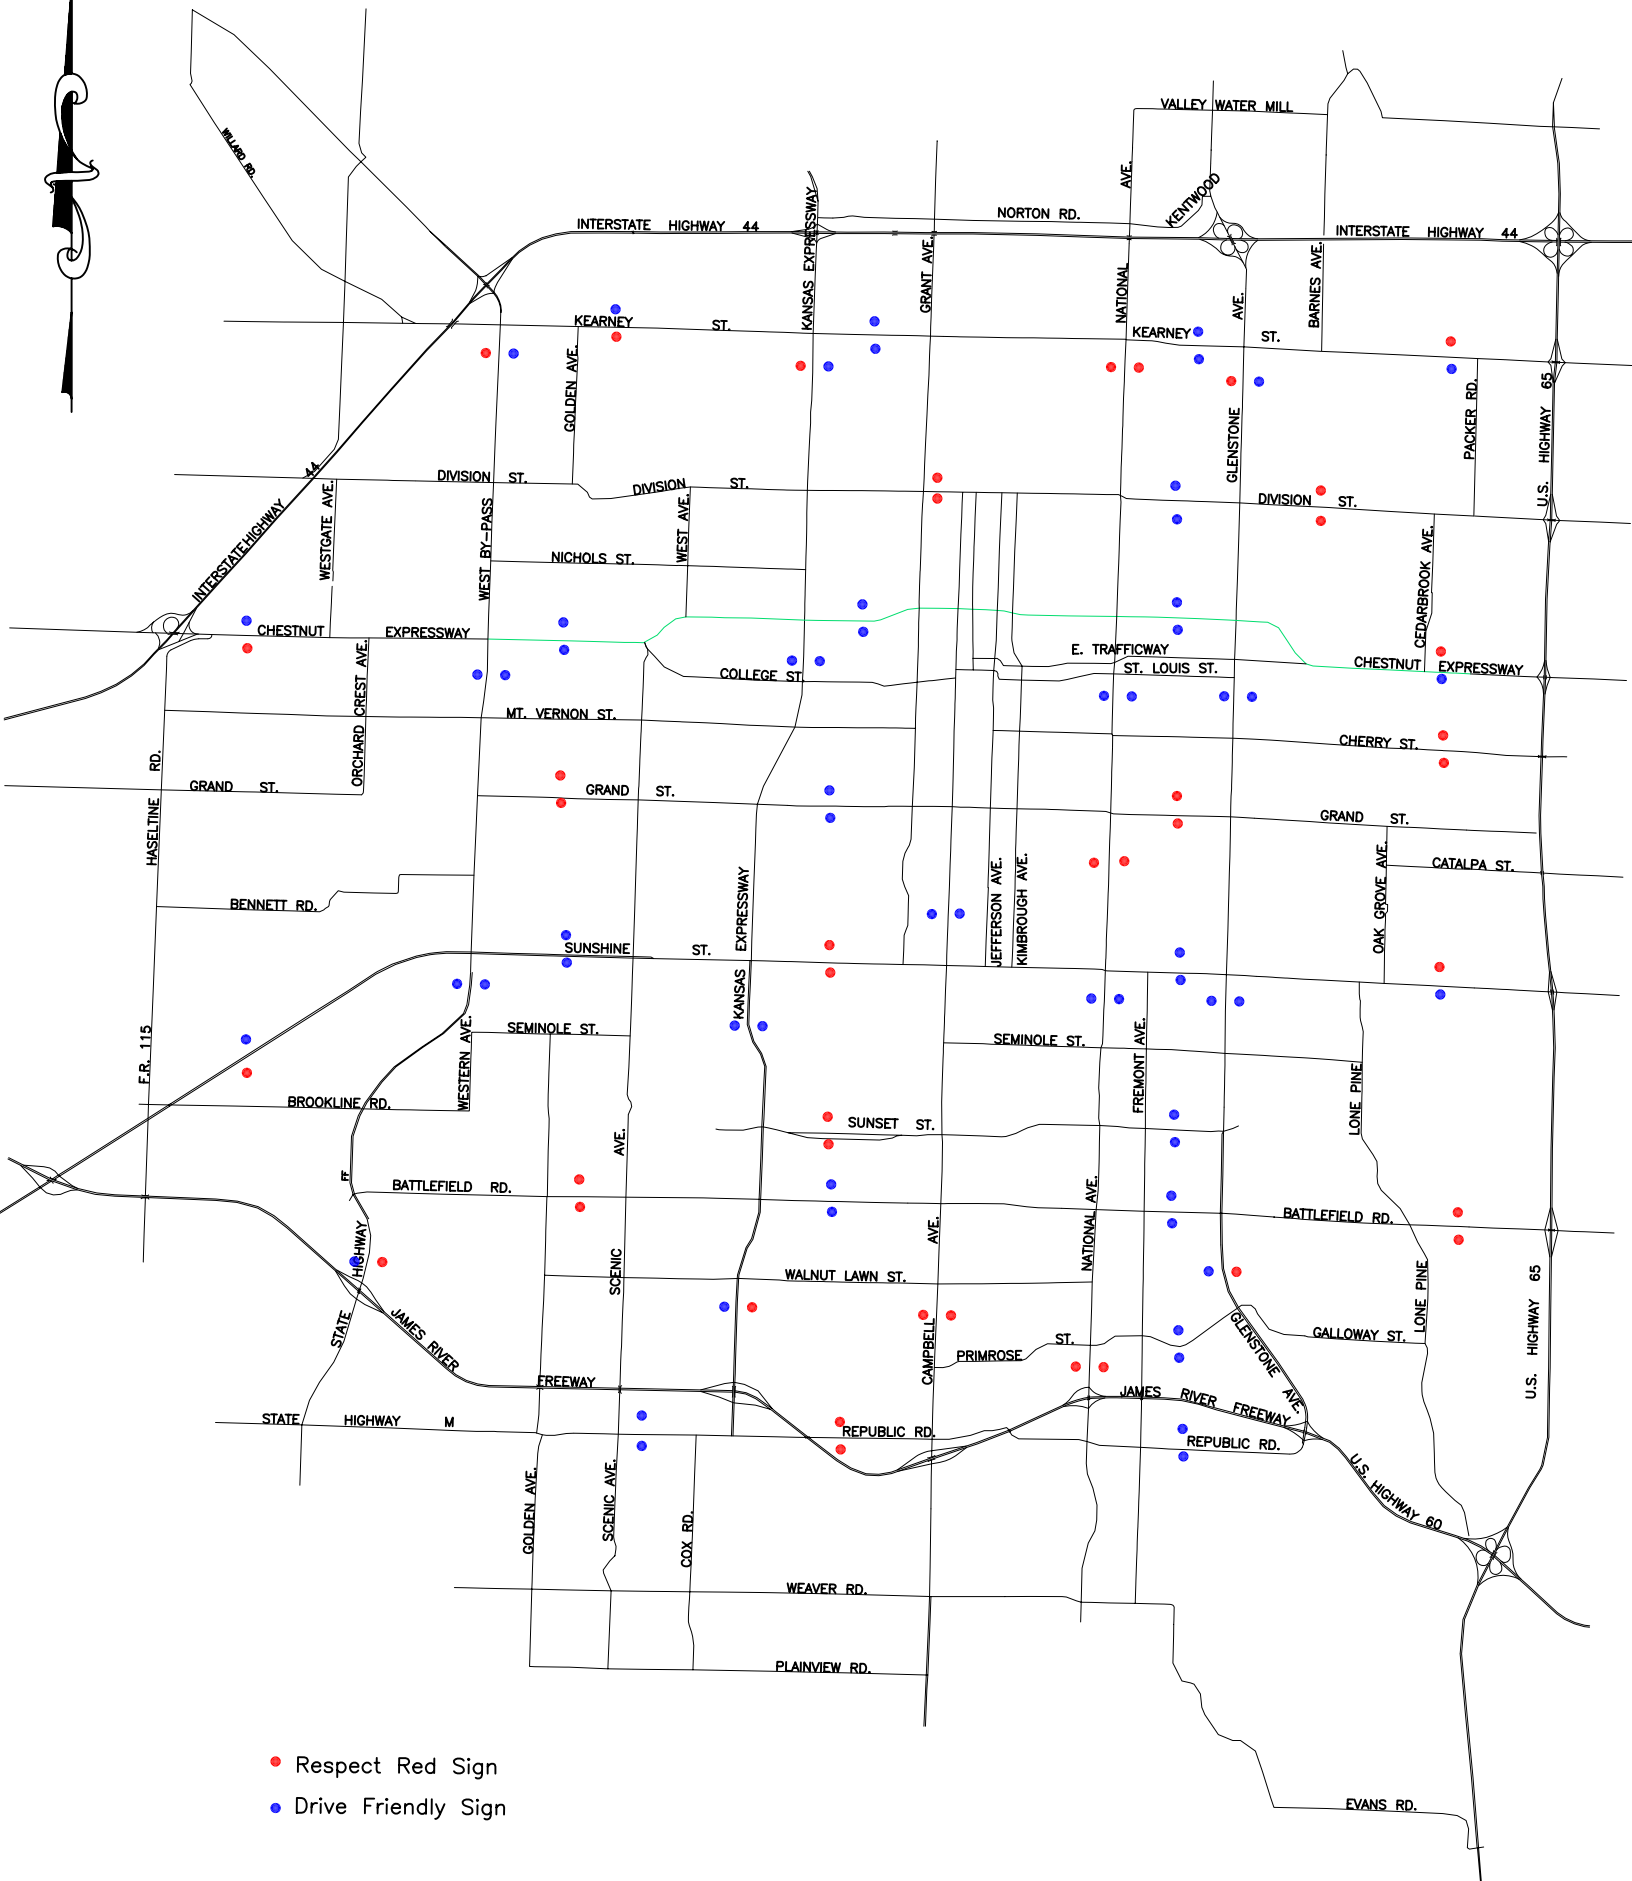 VALLEY WATER MILL
WILLARD RD.
AVE.
KENTWOOD
NORTON RD.
INTERSTATE HIGHWAY 44
INTERSTATE HIGHWAY 44
KANSAS EXPRESSWAY
GRANT AVE.
NATIONAL
AVE.
BARNES AVE.
KEARNEY ST.
KEARNEY ST.
GOLDEN AVE.
GLENSTONE
PACKER RD.
U.S. HIGHWAY 65
44
INTERSTATE HIGHWAY
DIVISION ST.
DIVISION ST.
DIVISION ST.
WESTGATE AVE.
WEST BY-PASS
WEST AVE.
NICHOLS ST.
CEDARBROOK AVE.
CHESTNUT EXPRESSWAY
E. TRAFFICWAY
ST. LOUIS ST.
CHESTNUT EXPRESSWAY
COLLEGE ST.
ORCHARD CREST AVE.
MT. VERNON ST.
CHERRY ST.
HASELTINE RD.
GRAND ST.
GRAND ST.
GRAND ST.
CATALPA ST.
OAK GROVE AVE.
JEFFERSON AVE.
KIMBROUGH AVE.
KANSAS EXPRESSWAY
BENNETT RD.
SUNSHINE ST.
F.R. 115
WESTERN AVE.
SEMINOLE ST.
SEMINOLE ST.
FREMONT AVE.
LONE PINE
BROOKLINE RD.
SUNSET ST.
SCENIC AVE.
FF
BATTLEFIELD RD.
BATTLEFIELD RD.
NATIONAL AVE.
CAMPBELL AVE.
STATE HIGHWAY
WALNUT LAWN ST.
LONE PINE
U.S. HIGHWAY 65
JAMES RIVER
FREEWAY
PRIMROSE ST.
GALLOWAY ST.
GLENSTONE AVE.
JAMES RIVER FREEWAY
STATE HIGHWAY M
REPUBLIC RD.
REPUBLIC RD.
U.S. HIGHWAY 60
GOLDEN AVE.
SCENIC AVE.
COX RD.
WEAVER RD.
PLAINVIEW RD.
EVANS RD.
Respect Red Sign
Drive Friendly Sign